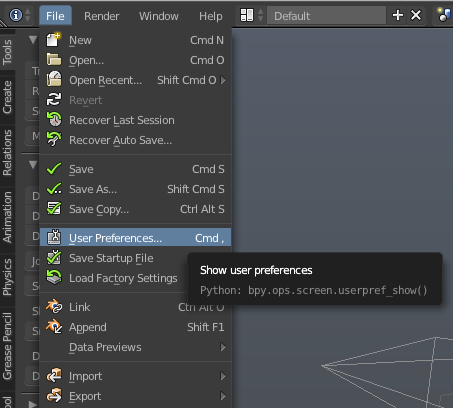 File Render Window Help Default
New Cmd N
Open... Cmd O
Open Recent... Shift Cmd O
Revert
Recover Last Session
Recover Auto Save...
Save Cmd S
Save As... Shift Cmd S
Save Copy... Ctrl Alt S
User Preferences... Cmd ,
Save Startup File
Load Factory Settings
Show user preferences
Python: bpy.ops.screen.userpref_show()
Link Ctrl Alt O
Append Shift F1
Data Previews
Import
Export
Tools
Create
Relations
Animation
Physics
Grease Pencil